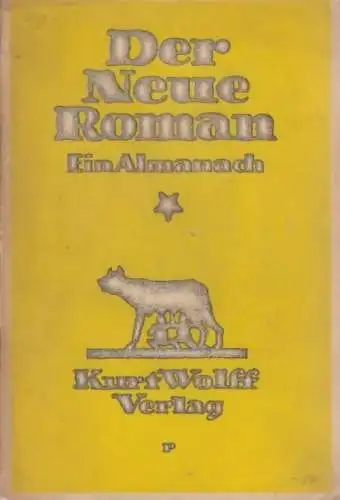 Der
Neue
Roman
Ein Almanach
Kurt Wolff
Verlag
P